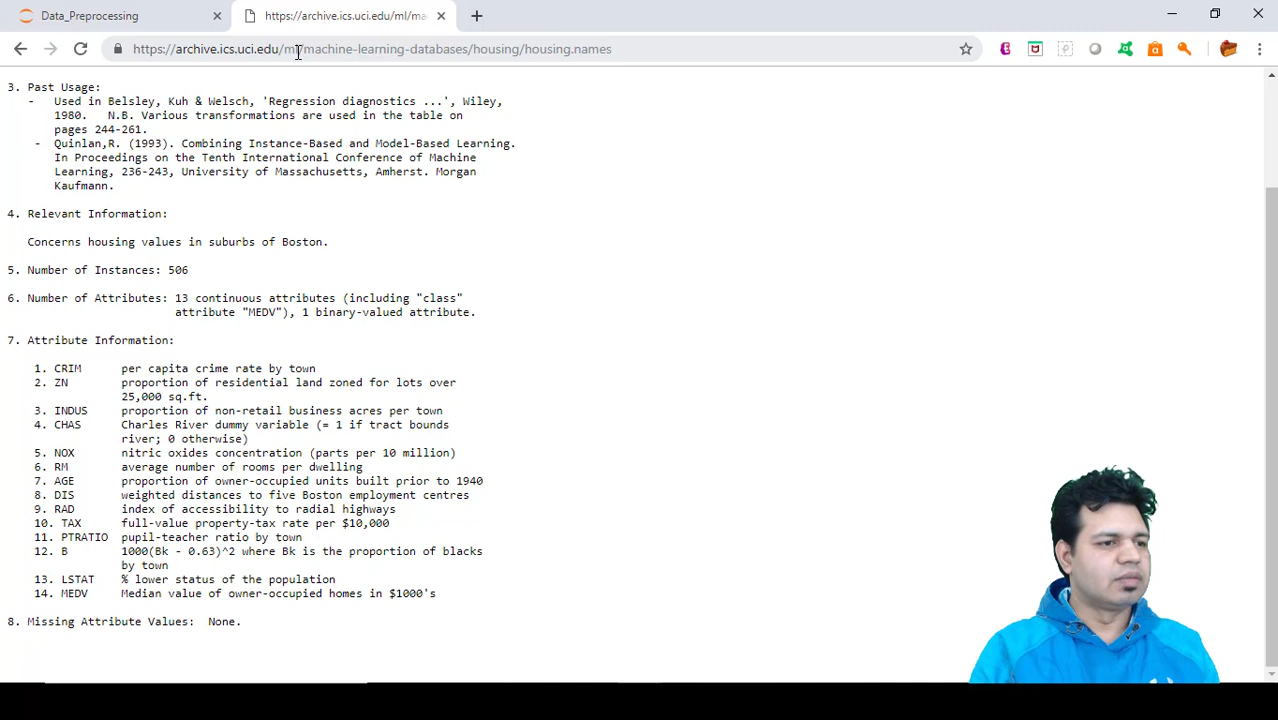 Data_Preprocessing
https://archive.ics.uci.edu/ml/ma
https://archive.ics.uci.edu/ml/machine-learning-databases/housing/housing.names
3. Past Usage:
- Used in Belsley, Kuh & Welsch, 'Regression diagnostics ...', Wiley,
1980. N.B. Various transformations are used in the table on
pages 244-261.
- Quinlan,R. (1993). Combining Instance-Based and Model-Based Learning.
In Proceedings on the Tenth International Conference of Machine
Learning, 236-243, University of Massachusetts, Amherst. Morgan
Kaufmann.
4. Relevant Information:
Concerns housing values in suburbs of Boston.
5. Number of Instances: 506
6. Number of Attributes: 13 continuous attributes (including "class"
attribute "MEDV"), 1 binary-valued attribute.
7. Attribute Information:
1. CRIM per capita crime rate by town
2. ZN proportion of residential land zoned for lots over
25,000 sq.ft.
3. INDUS proportion of non-retail business acres per town
4. CHAS Charles River dummy variable (= 1 if tract bounds
river; 0 otherwise)
5. NOX nitric oxides concentration (parts per 10 million)
6. RM average number of rooms per dwelling
7. AGE proportion of owner-occupied units built prior to 1940
8. DIS weighted distances to five Boston employment centres
9. RAD index of accessibility to radial highways
10. TAX full-value property-tax rate per $10,000
11. PTRATIO pupil-teacher ratio by town
12. B 1000(Bk - 0.63)^2 where Bk is the proportion of blacks
by town
13. LSTAT % lower status of the population
14. MEDV Median value of owner-occupied homes in $1000's
8. Missing Attribute Values: None.